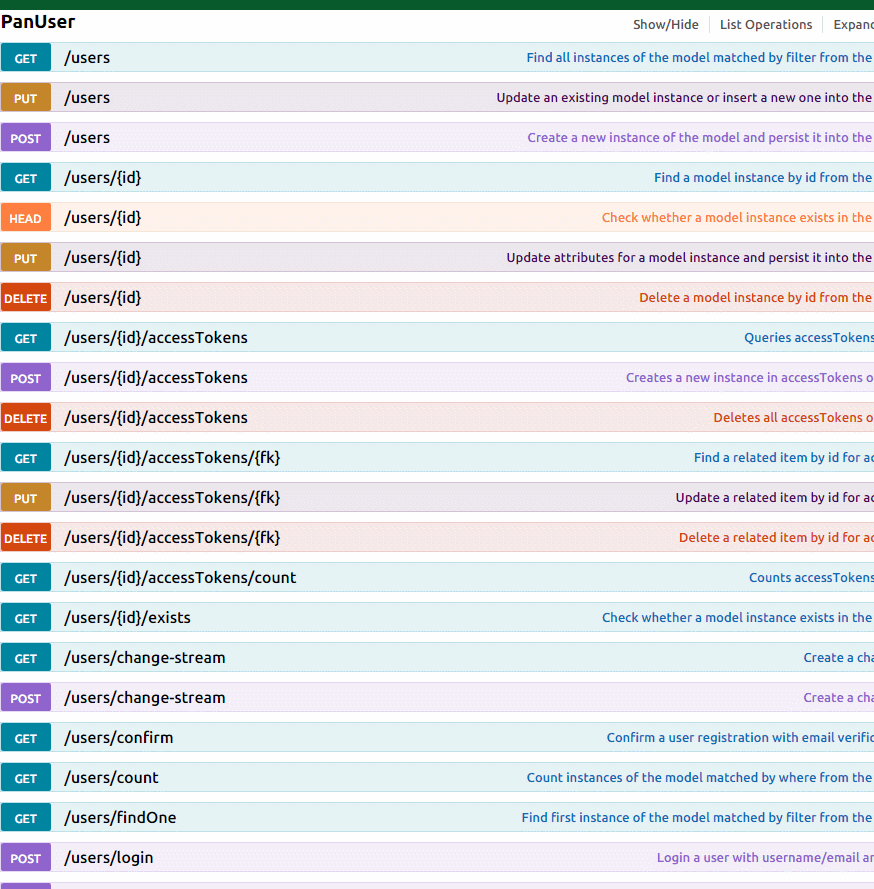 PanUser Show/Hide List Operations
GET /users Find all instances of the model matched by filter from the
PUT /users Update an existing model instance or insert a new one into the
POST /users Create a new instance of the model and persist it into the
GET /users/{id} Find a model instance by id from the
HEAD /users/{id} Check whether a model instance exists in the
PUT /users/{id} Update attributes for a model instance and persist it into the
DELETE /users/{id} Delete a model instance by id from the
GET /users/{id}/accessTokens Queries accessTokens
POST /users/{id}/accessTokens Creates a new instance in accessTokens
DELETE /users/{id}/accessTokens Deletes all accessTokens
GET /users/{id}/accessTokens/{fk} Find a related item by id for
PUT /users/{id}/accessTokens/{fk} Update a related item by id for
DELETE /users/{id}/accessTokens/{fk} Delete a related item by id for
GET /users/{id}/accessTokens/count Counts accessTokens
GET /users/{id}/exists Check whether a model instance exists in the
GET /users/change-stream Create a
POST /users/change-stream Create a
GET /users/confirm Confirm a user registration with email
GET /users/count Count instances of the model matched by where from the
GET /users/findOne Find first instance of the model matched by filter from the
POST /users/login Login a user with username/email